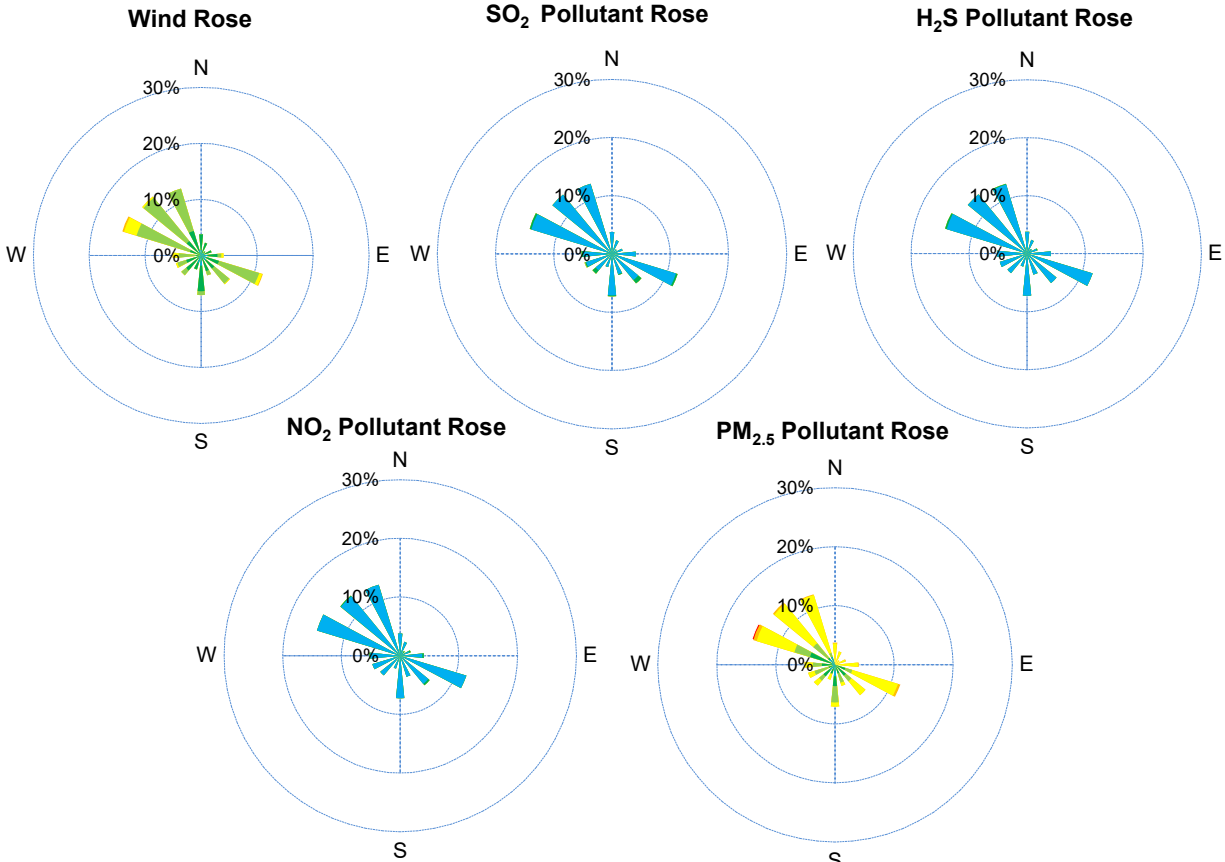 Wind Rose
N
30%
20%
10%
0%
W
E
S
SO₂ Pollutant Rose
N
30%
20%
10%
0%
W
E
S
H₂S Pollutant Rose
N
30%
20%
10%
0%
W
E
S
NO₂ Pollutant Rose
N
30%
20%
10%
0%
W
E
S
PM₂.₅ Pollutant Rose
N
30%
20%
10%
0%
W
E
S